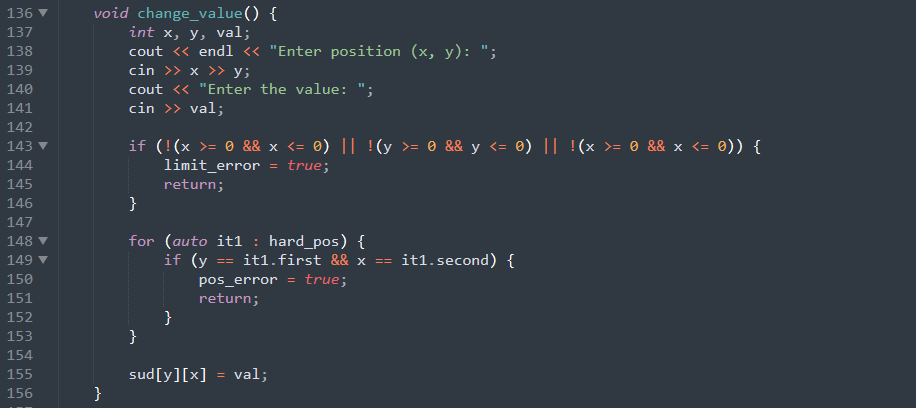 136 void change_value() {
137 int x, y, val;
138 cout << endl << "Enter position (x, y): ";
139 cin >> x >> y;
140 cout << "Enter the value: ";
141 cin >> val;
142
143 if (!(x >= 0 && x <= 0) || !(y >= 0 && y <= 0) || !(x >= 0 && x <= 0)) {
144 limit_error = true;
145 return;
146 }
147
148 for (auto it1 : hard_pos) {
149 if (y == it1.first && x == it1.second) {
150 pos_error = true;
151 return;
152 }
153 }
154
155 sud[y][x] = val;
156 }